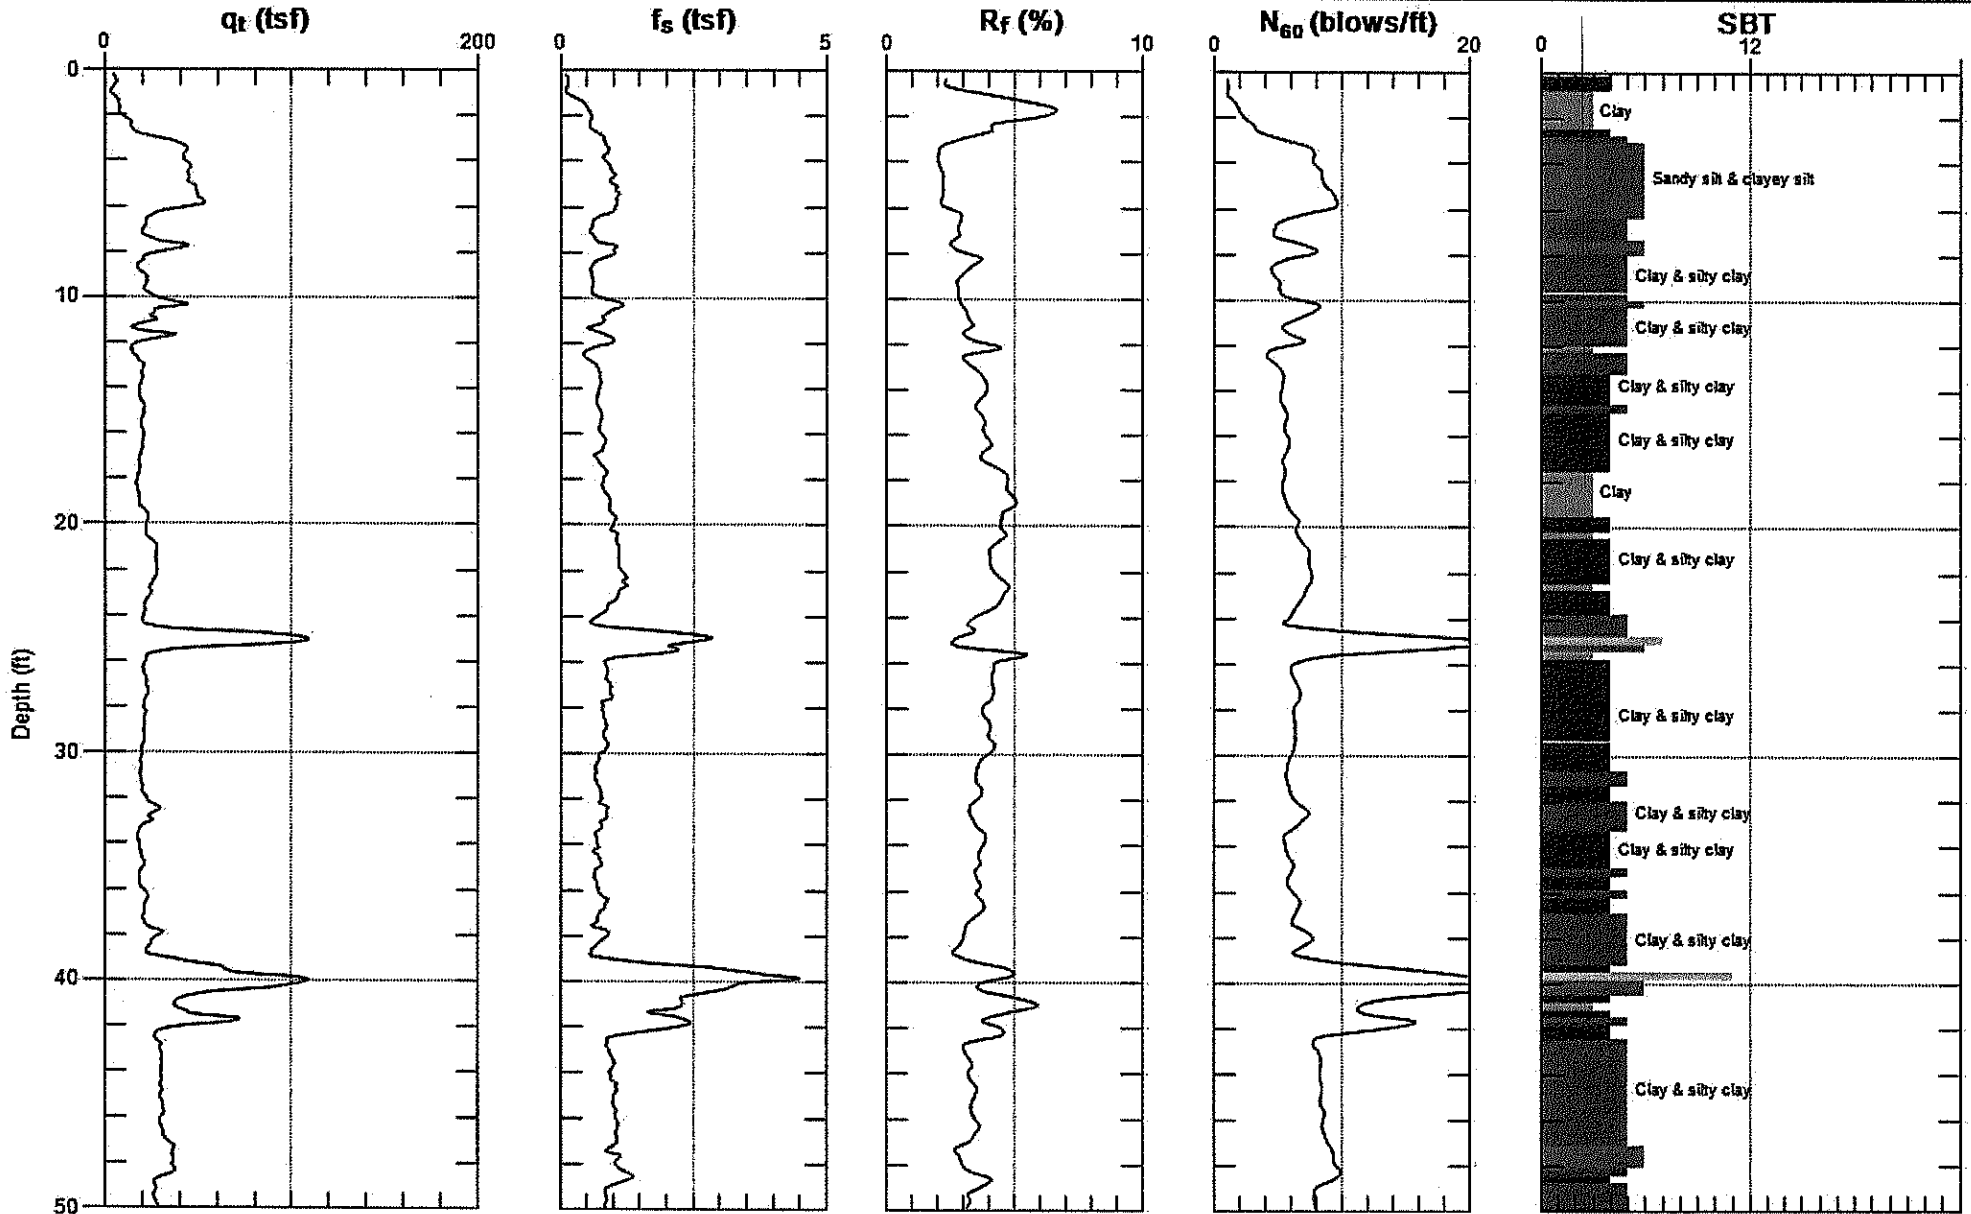 qt (tsf) fs (tsf) Rf (%) N60 (blows/ft) SBT
0 200 0 5 0 10 0 20 0 12
0
Clay
Sandy silt & clayey silt
Clay & silty clay
10
Clay & silty clay
Clay & silty clay
Clay & silty clay
Clay
20
Clay & silty clay
Depth (ft)
Clay & silty clay
30
Clay & silty clay
Clay & silty clay
Clay & silty clay
40
Clay & silty clay
50